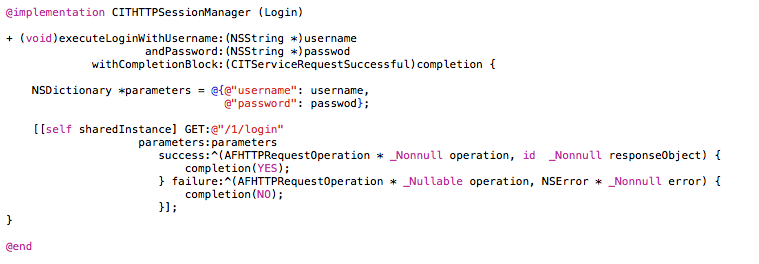 @implementation CITHTTPSessionManager (Login)
+ (void)executeLoginWithUsername:(NSString *)username
andPassword:(NSString *)passwod
withCompletionBlock:(CITServiceRequestSuccessful)completion {
NSDictionary *parameters = @{@"username": username,
@"password": passwod};
[[self sharedInstance] GET:@"/1/login"
parameters:parameters
success:^(AFHTTPRequestOperation * _Nonnull operation, id  _Nonnull responseObject) {
completion(YES);
} failure:^(AFHTTPRequestOperation * _Nullable operation, NSError * _Nonnull error) {
completion(NO);
}];
}
@end